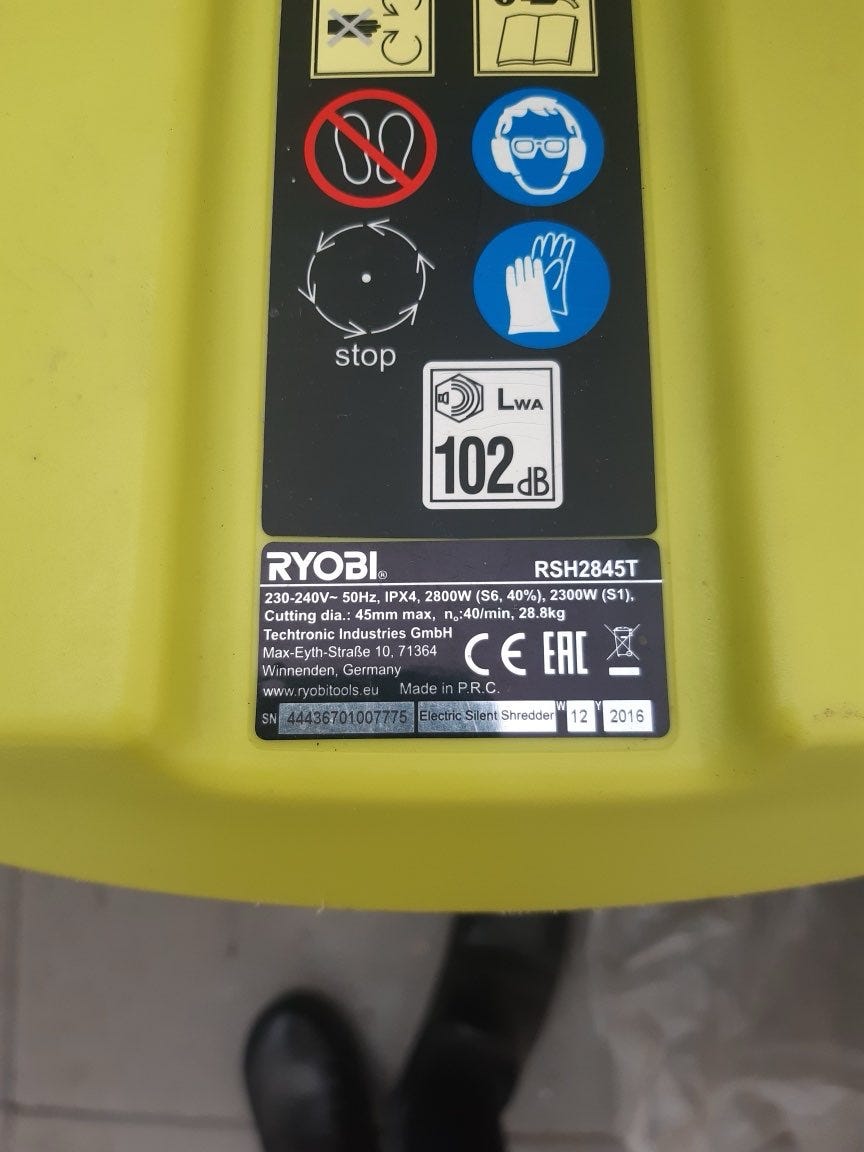 stop
LWA
102 dB
RYOBI® RSH2845T
230-240V~ 50Hz, IPX4, 2800W (S6, 40%), 2300W (S1),
Cutting dia.: 45mm max, n₀:40/min, 28.8kg
Techtronic Industries GmbH
Max-Eyth-Straße 10, 71364
Winnenden, Germany
CE EAC
www.ryobitools.eu Made in P.R.C.
SN 44436701007775 Electric Silent Shredder W 12 Y 2016